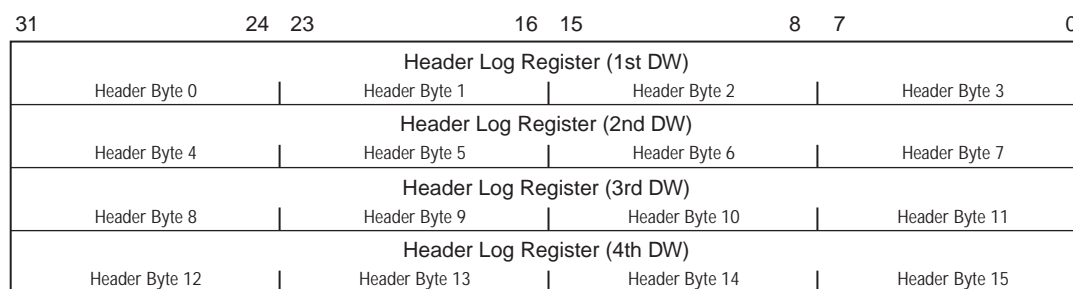 31 24 23 16 15 8 7 0
Header Log Register (1st DW)
Header Byte 0 Header Byte 1 Header Byte 2 Header Byte 3
Header Log Register (2nd DW)
Header Byte 4 Header Byte 5 Header Byte 6 Header Byte 7
Header Log Register (3rd DW)
Header Byte 8 Header Byte 9 Header Byte 10 Header Byte 11
Header Log Register (4th DW)
Header Byte 12 Header Byte 13 Header Byte 14 Header Byte 15